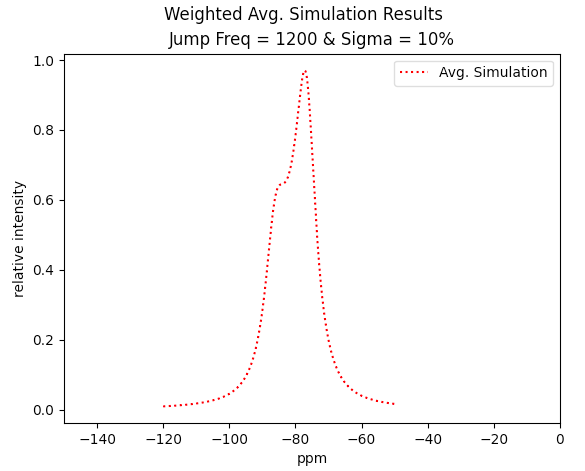 Weighted Avg. Simulation Results
Jump Freq = 1200 & Sigma = 10%
Avg. Simulation
relative intensity
1.0
0.8
0.6
0.4
0.2
0.0
−140 −120 −100 −80 −60 −40 −20 0
ppm